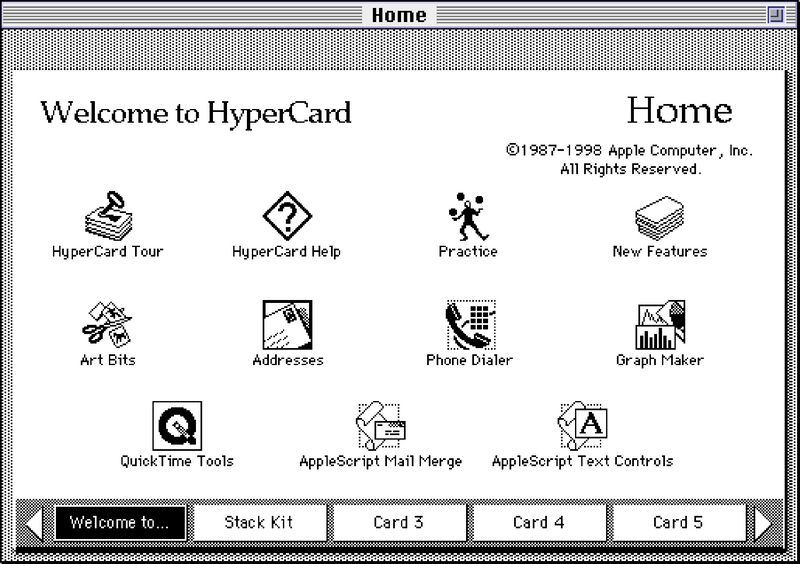 Home
Welcome to HyperCard
Home
©1987-1998 Apple Computer, Inc.
All Rights Reserved.
HyperCard Tour
HyperCard Help
Practice
New Features
Art Bits
Addresses
Phone Dialer
Graph Maker
QuickTime Tools
AppleScript Mail Merge
A
AppleScript Text Controls
Welcome to...
Stack Kit
Card 3
Card 4
Card 5